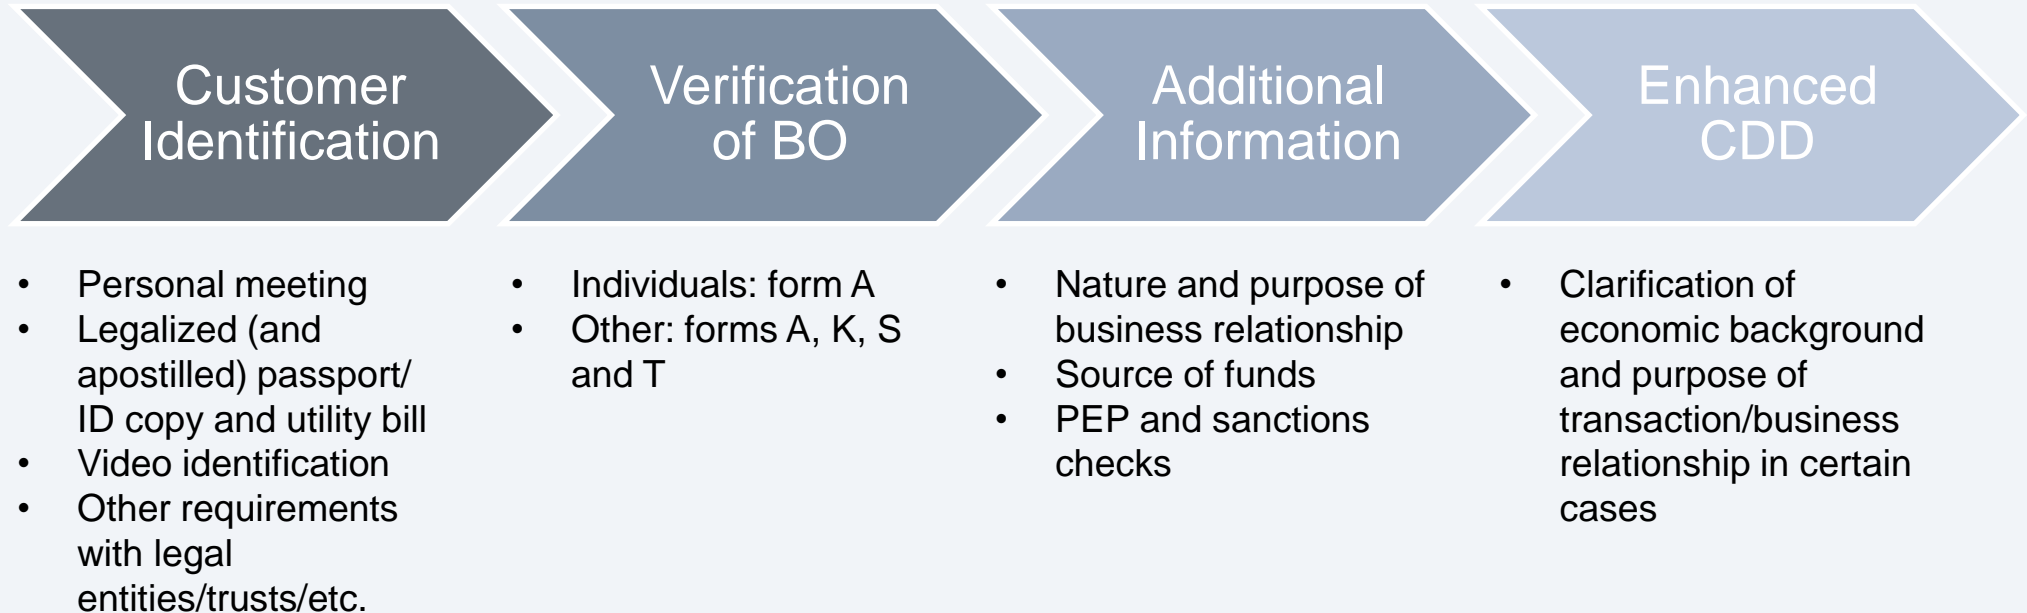 Customer
Identification
Verification
of BO
Additional
Information
Enhanced
CDD
• Personal meeting
• Legalized (and
apostilled) passport/
ID copy and utility bill
• Video identification
• Other requirements
with legal
entities/trusts/etc.
• Individuals: form A
• Other: forms A, K, S
and T
• Nature and purpose of
business relationship
• Source of funds
• PEP and sanctions
checks
• Clarification of
economic background
and purpose of
transaction/business
relationship in certain
cases